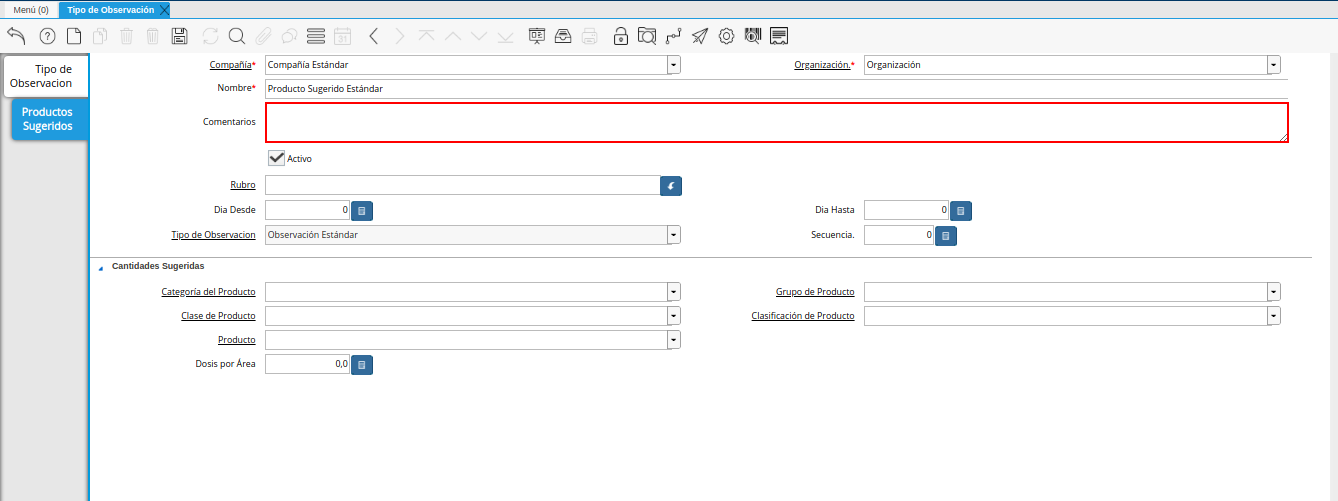 Menú (0) Tipo de Observación
31
Tipo de
Observacion
Productos
Sugeridos
Compañía* Compañía Estándar Organización.* Organización
Nombre* Producto Sugerido Estándar
Comentarios
Activo
Rubro
Dia Desde 0 Dia Hasta 0
Tipo de Observacion Observación Estándar Secuencia. 0
Cantidades Sugeridas
Categoría del Producto Grupo de Producto
Clase de Producto Clasificación de Producto
Producto
Dosis por Área 0,0